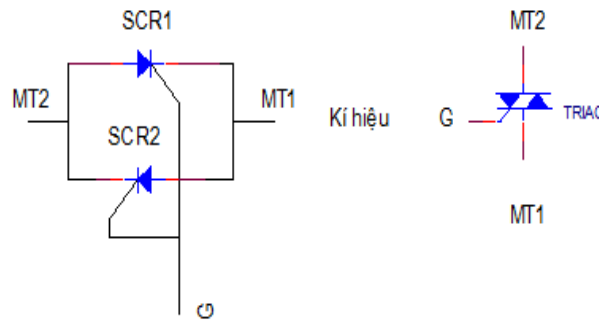 SCR1
MT2
MT1
SCR2
G
Kí hiệu
MT2
G
TRIAC
MT1